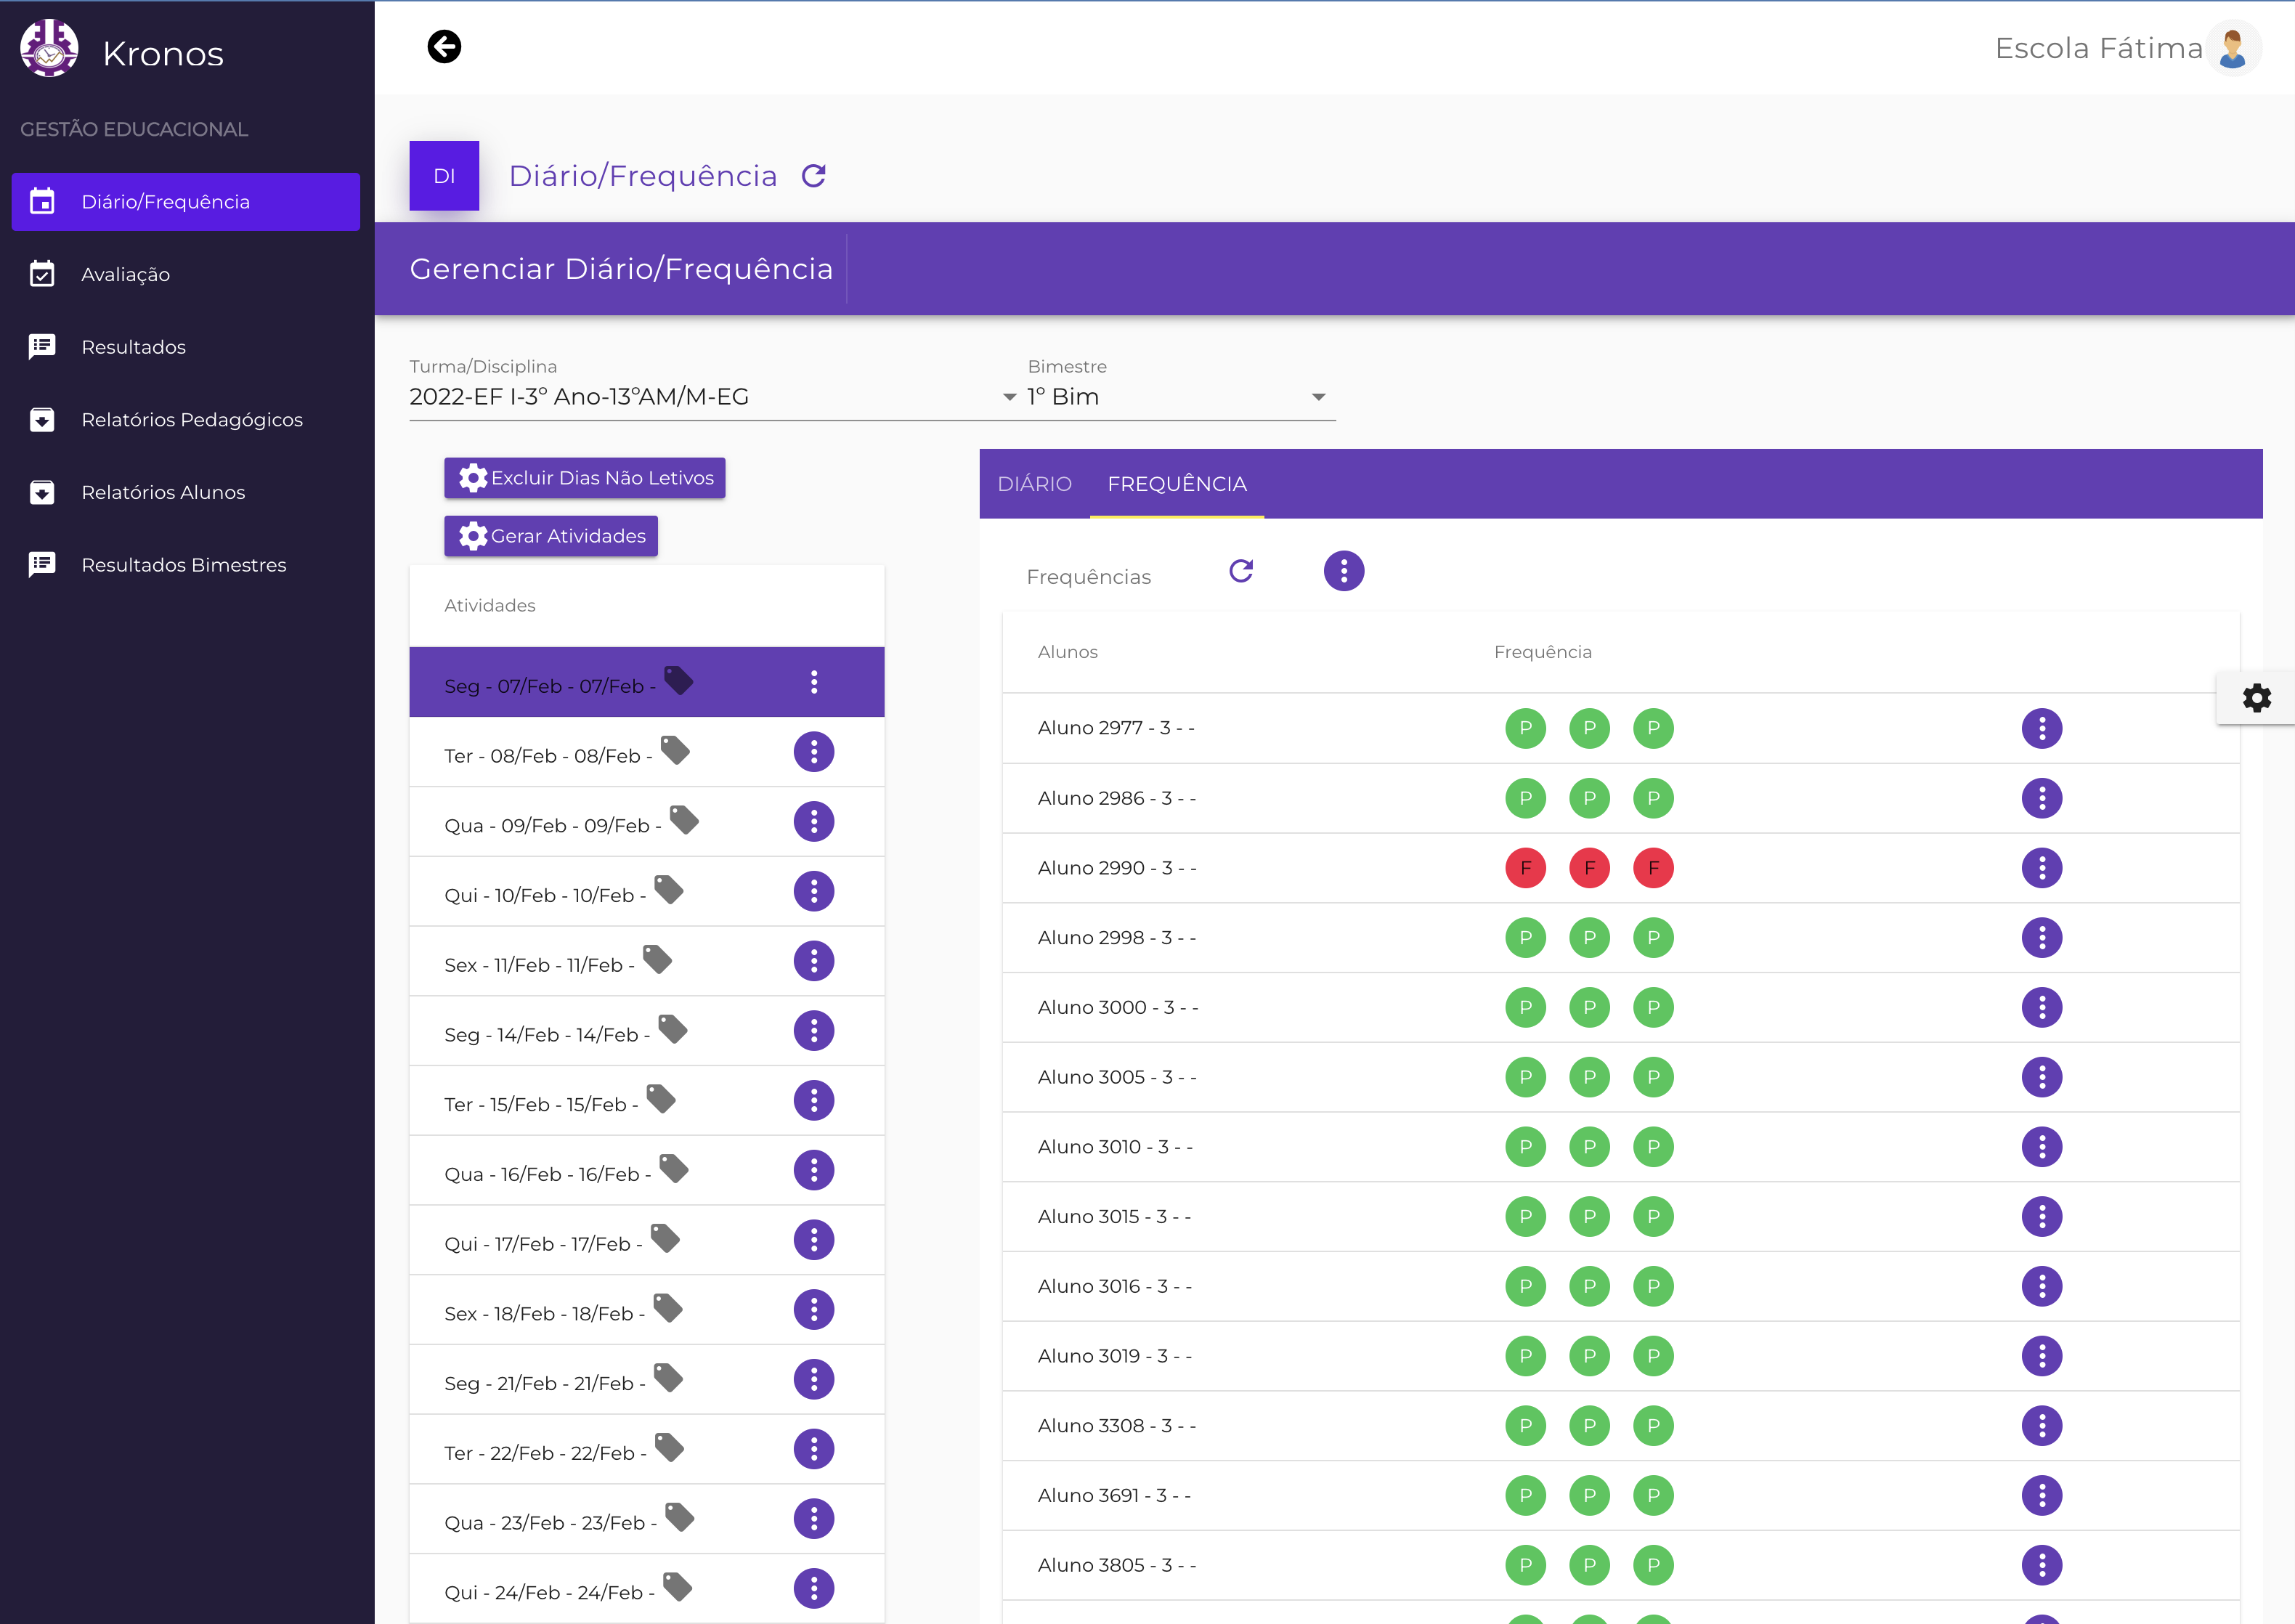 Kronos
Escola Fátima
GESTÃO EDUCACIONAL
Diário/Frequência
Avaliação
Resultados
Relatórios Pedagógicos
Relatórios Alunos
Resultados Bimestres
DI
Diário/Frequência
Gerenciar Diário/Frequência
Turma/Disciplina
2022-EF I-3º Ano-13ºAM/M-EG
Bimestre
1º Bim
Excluir Dias Não Letivos
Gerar Atividades
Atividades
Seg - 07/Feb - 07/Feb -
Ter - 08/Feb - 08/Feb -
Qua - 09/Feb - 09/Feb -
Qui - 10/Feb - 10/Feb -
Sex - 11/Feb - 11/Feb -
Seg - 14/Feb - 14/Feb -
Ter - 15/Feb - 15/Feb -
Qua - 16/Feb - 16/Feb -
Qui - 17/Feb - 17/Feb -
Sex - 18/Feb - 18/Feb -
Seg - 21/Feb - 21/Feb -
Ter - 22/Feb - 22/Feb -
Qua - 23/Feb - 23/Feb -
Qui - 24/Feb - 24/Feb -
DIÁRIO FREQUÊNCIA
Frequências
Alunos Frequência
Aluno 2977 - 3 - - P P P
Aluno 2986 - 3 - - P P P
Aluno 2990 - 3 - - F F F
Aluno 2998 - 3 - - P P P
Aluno 3000 - 3 - - P P P
Aluno 3005 - 3 - - P P P
Aluno 3010 - 3 - - P P P
Aluno 3015 - 3 - - P P P
Aluno 3016 - 3 - - P P P
Aluno 3019 - 3 - - P P P
Aluno 3308 - 3 - - P P P
Aluno 3691 - 3 - - P P P
Aluno 3805 - 3 - - P P P